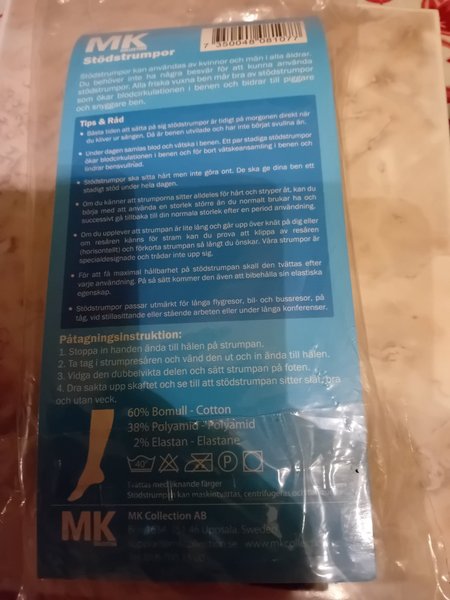 MK
7 350048 081077
Stödstrumpor
Stödstrumpor kan användas av kvinnor och män i alla åldrar.
Du behöver inte ha några besvär för att kunna använda
stödstrumpor. Alla friska vuxna ben mår bra av stödstrumpor
som ökar blodcirkulationen i benen och bidrar till piggare
och snyggare ben.
Tips & Råd
• Bästa tiden att sätta på sig stödstrumpor är tidigt på morgonen direkt när
du kliver ur sängen. Då är benen utvilade och har inte börjat svullna än.
• Under dagen samlas blod och vätska i benen. Ett par stadiga stödstrumpor
ökar blodcirkulationen i benen och för bort vätskeansamling i benen och
lindrar bensvullnad.
• Stödstrumpor ska sitta hårt men inte göra ont. De ska ge dina ben ett
stadigt stöd under hela dagen.
• Om du känner att strumporna sitter alldeles för hårt och stryper åt, kan du
börja med att använda en storlek större än du normalt brukar ha och
successivt gå tillbaka till din normala storlek efter en period användning.
• Om du upplever att strumpan är lite lång och går upp över knät på dig eller
om resåren känns för stram kan du prova att klippa av resåren
(horisontellt) och förkorta strumpan så långt du önskar. Våra strumpor är
specialdesignade och trådar inte upp sig.
• För att få maximal hållbarhet på stödstrumpan skall den tvättas efter
varje användning. På så sätt kommer den även att bibehålla sin elastiska
egenskap.
• Stödstrumpor passar utmärkt för långa flygresor, bil- och bussresor, på
tåg, vid stillasittande eller stående arbeten eller under långa konferenser.
Påtagningsinstruktion:
1. Stoppa in handen ända till hälen på strumpan.
2. Ta tag i strumpresåren och vänd den ut och in ända till hälen.
3. Vidga den dubbelvikta delen och sätt strumpan på foten.
4. Dra sakta upp skaftet och se till att stödstrumpan sitter slät, bra
och utan veck.
60% Bomull - Cotton
38% Polyamid - Polyamid
2% Elastan - Elastane
40° P
Tvättas med liknande färger
Stödstrumpan kan maskintvättas, centrifugeras och
MK
MK Collection AB
Uppsala, Sweden